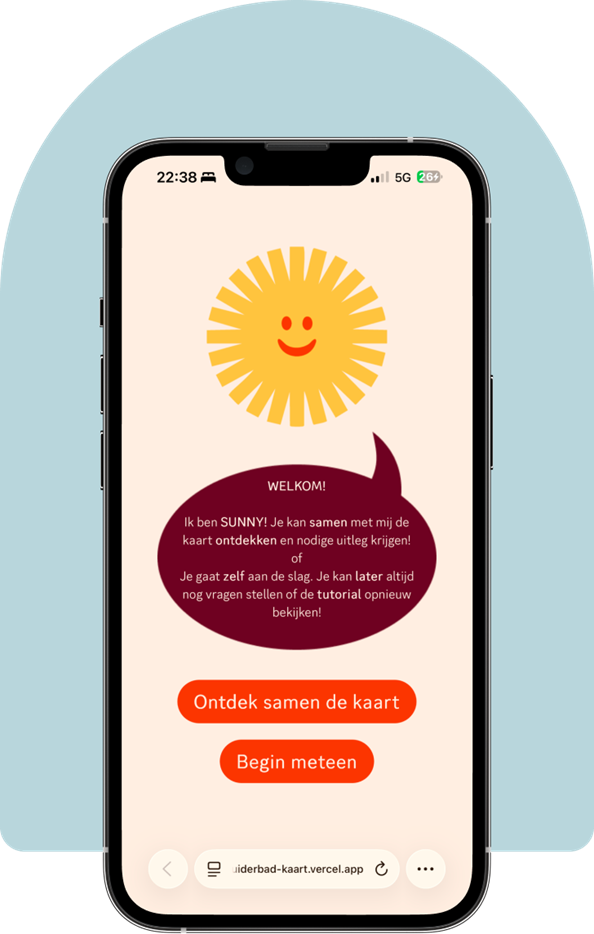 22:38
5G
26
WELKOM!
Ik ben SUNNY! Je kan samen met mij de
kaart ontdekken en nodige uitleg krijgen!
of
Je gaat zelf aan de slag. Je kan later altijd
nog vragen stellen of de tutorial opnieuw
bekijken!
Ontdek samen de kaart
Begin meteen
uiderbad-kaart.vercel.app